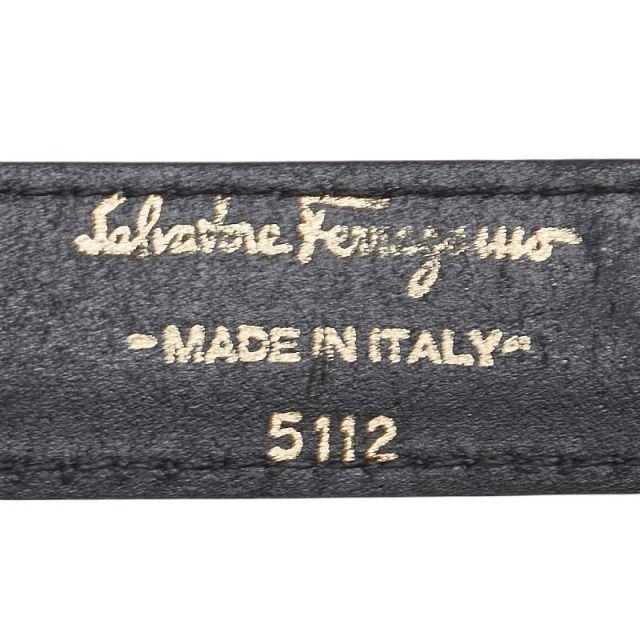 Salvatore Ferragamo
-MADE IN ITALY-
5112